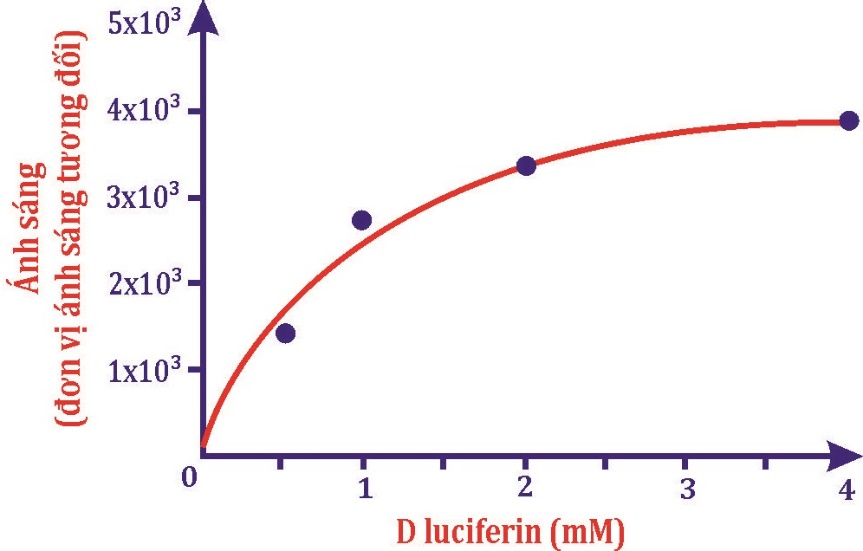 5x10³
4x10³
3x10³
2x10³
1x10³
Ánh sáng
(đơn vị ánh sáng tương đối)
0
1
2
3
4
D luciferin (mM)